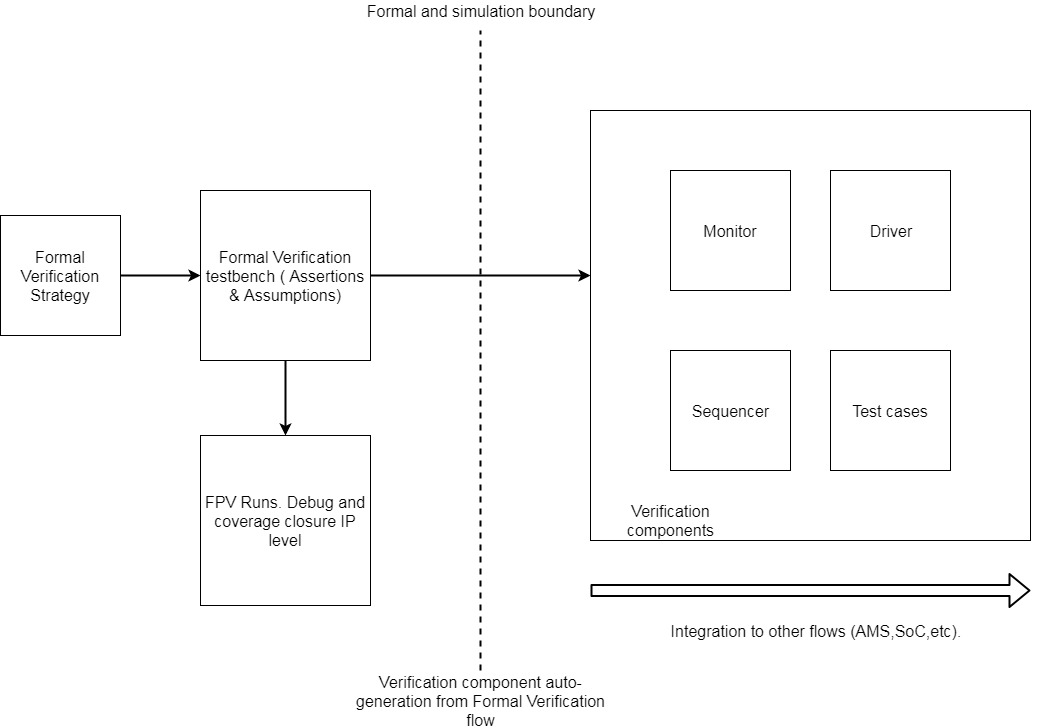 Formal and simulation boundary
Formal
Verification
Strategy
Formal Verification
testbench ( Assertions
& Assumptions)
FPV Runs. Debug and
coverage closure IP
level
Monitor
Driver
Sequencer
Test cases
Verification
components
Integration to other flows (AMS,SoC,etc).
Verification component auto-
generation from Formal Verification
flow